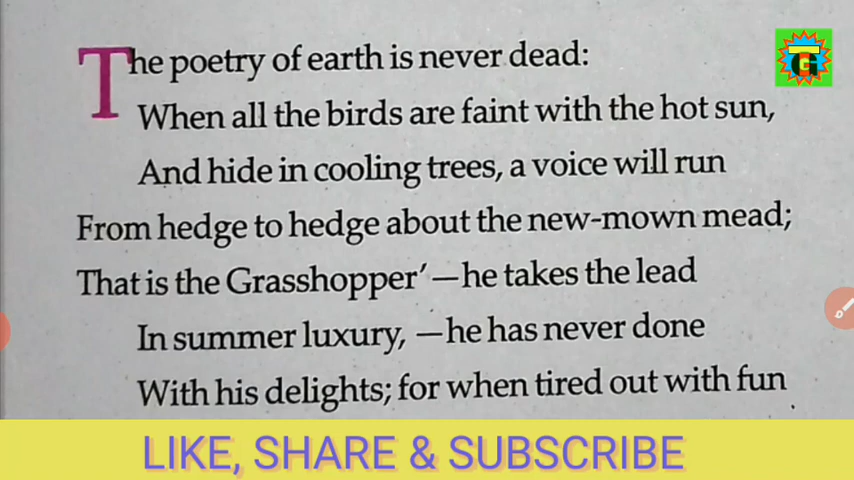 The poetry of earth is never dead:
When all the birds are faint with the hot sun,
And hide in cooling trees, a voice will run
From hedge to hedge about the new-mown mead;
That is the Grasshopper′—he takes the lead
In summer luxury, —he has never done
With his delights; for when tired out with fun
LIKE, SHARE & SUBSCRIBE